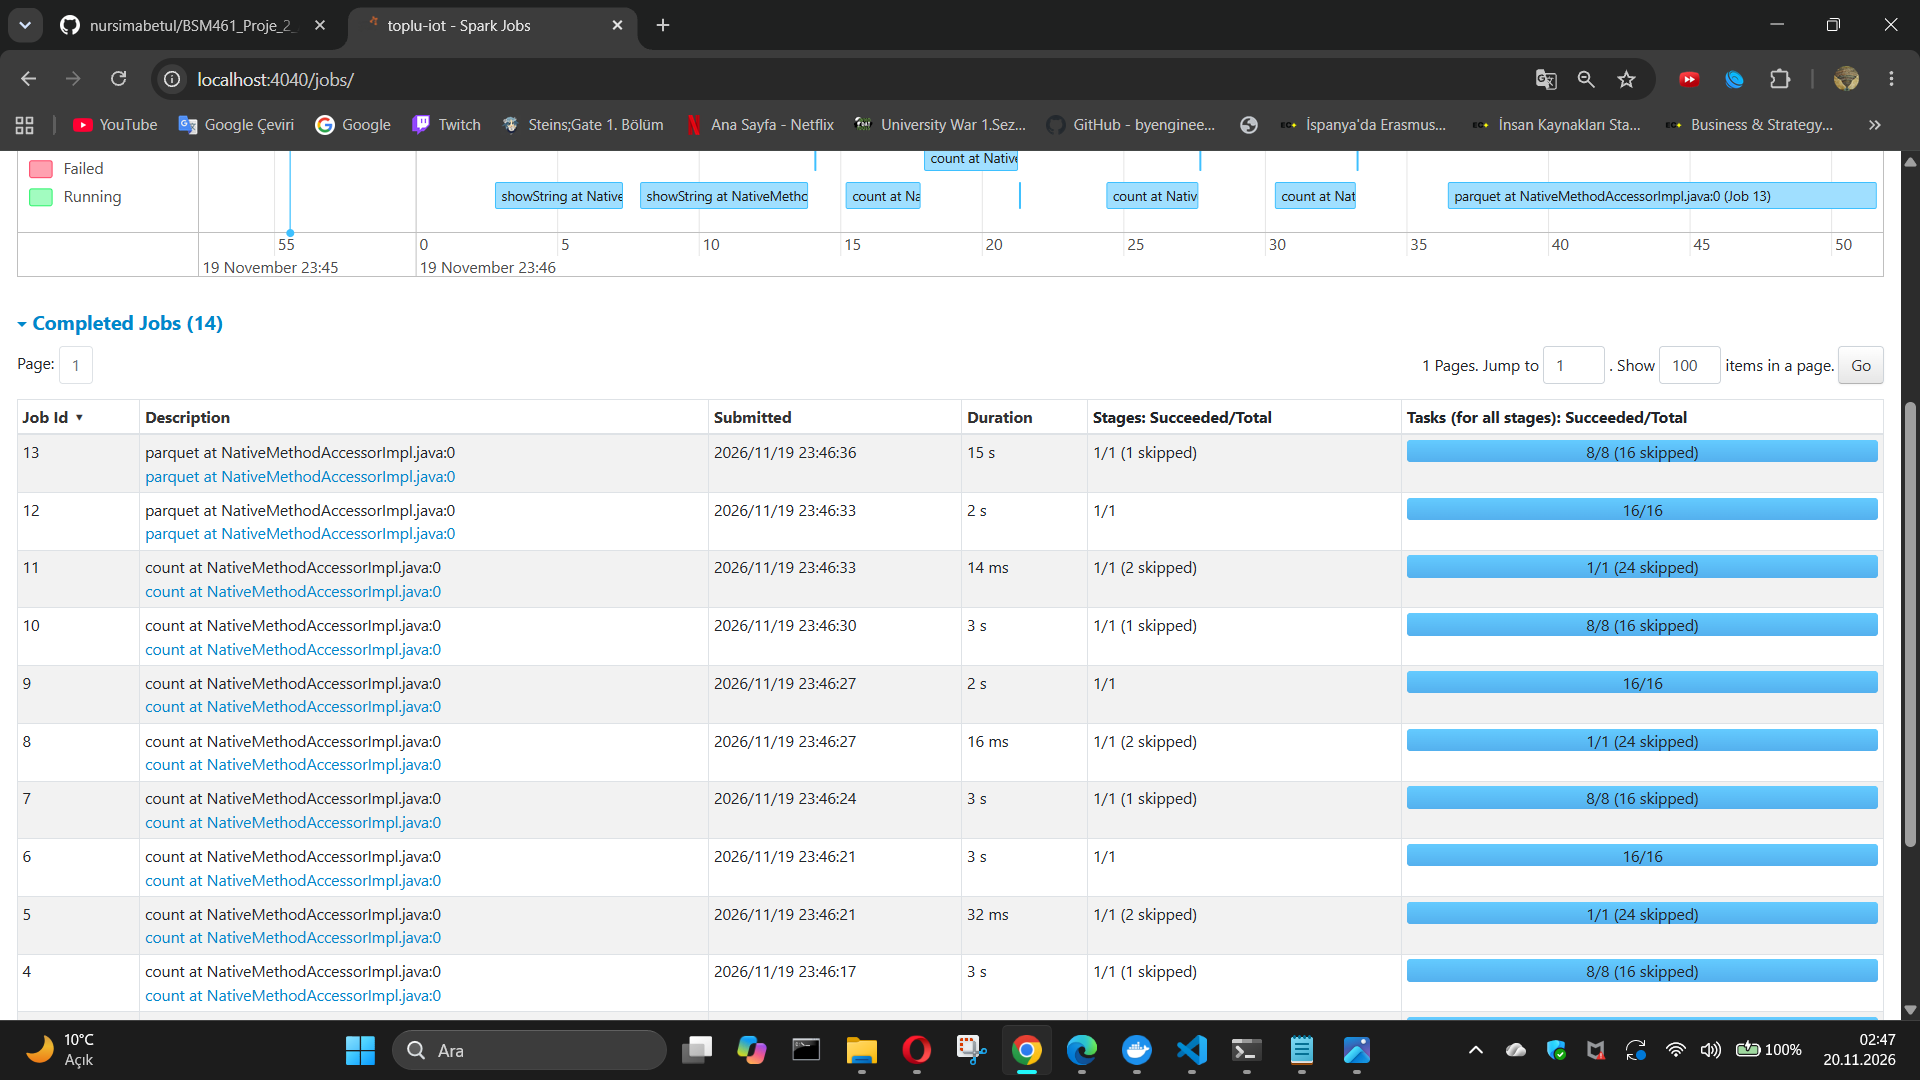 nursimabetul/BSM461_Proje_2_
toplu-iot - Spark Jobs
localhost:4040/jobs/
YouTube
Google Çeviri
Google
Twitch
Steins;Gate 1. Bölüm
Ana Sayfa - Netflix
University War 1.Sez...
GitHub - byenginee...
İspanya'da Erasmus...
İnsan Kaynakları Sta...
Business & Strategy...
Failed
Running
count at Native
showString at Native
showString at NativeMetho
count at Na
count at Nativ
count at Nat
parquet at NativeMethodAccessorImpl.java:0 (Job 13)
55 0 5 10 15 20 25 30 35 40 45 50
19 November 23:45
19 November 23:46
Completed Jobs (14)
Page: 1
1 Pages. Jump to 1 . Show 100 items in a page. Go
Job Id Description Submitted Duration Stages: Succeeded/Total Tasks (for all stages): Succeeded/Total
13 parquet at NativeMethodAccessorImpl.java:0 2026/11/19 23:46:36 15 s 1/1 (1 skipped) 8/8 (16 skipped)
parquet at NativeMethodAccessorImpl.java:0
12 parquet at NativeMethodAccessorImpl.java:0 2026/11/19 23:46:33 2 s 1/1 16/16
parquet at NativeMethodAccessorImpl.java:0
11 count at NativeMethodAccessorImpl.java:0 2026/11/19 23:46:33 14 ms 1/1 (2 skipped) 1/1 (24 skipped)
count at NativeMethodAccessorImpl.java:0
10 count at NativeMethodAccessorImpl.java:0 2026/11/19 23:46:30 3 s 1/1 (1 skipped) 8/8 (16 skipped)
count at NativeMethodAccessorImpl.java:0
9 count at NativeMethodAccessorImpl.java:0 2026/11/19 23:46:27 2 s 1/1 16/16
count at NativeMethodAccessorImpl.java:0
8 count at NativeMethodAccessorImpl.java:0 2026/11/19 23:46:27 16 ms 1/1 (2 skipped) 1/1 (24 skipped)
count at NativeMethodAccessorImpl.java:0
7 count at NativeMethodAccessorImpl.java:0 2026/11/19 23:46:24 3 s 1/1 (1 skipped) 8/8 (16 skipped)
count at NativeMethodAccessorImpl.java:0
6 count at NativeMethodAccessorImpl.java:0 2026/11/19 23:46:21 3 s 1/1 16/16
count at NativeMethodAccessorImpl.java:0
5 count at NativeMethodAccessorImpl.java:0 2026/11/19 23:46:21 32 ms 1/1 (2 skipped) 1/1 (24 skipped)
count at NativeMethodAccessorImpl.java:0
4 count at NativeMethodAccessorImpl.java:0 2026/11/19 23:46:17 3 s 1/1 (1 skipped) 8/8 (16 skipped)
count at NativeMethodAccessorImpl.java:0
10°C
Açık
Ara
100%
02:47
20.11.2026